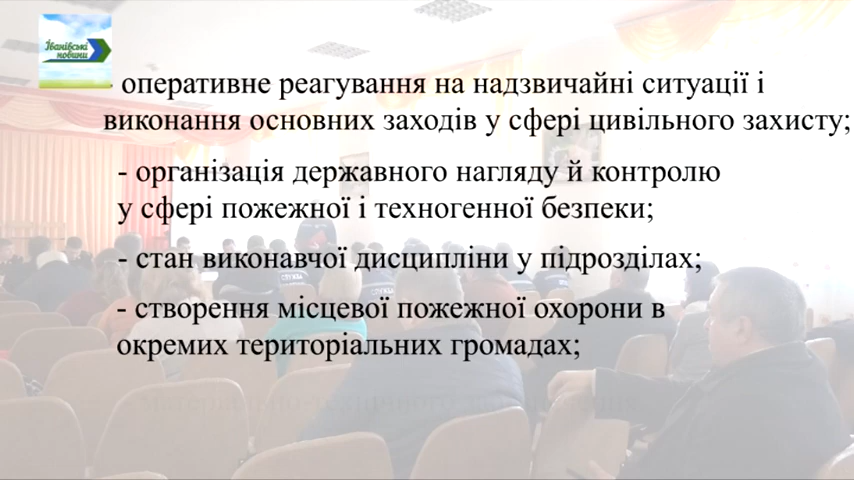 Іванівські
новини
- оперативне реагування на надзвичайні ситуації і
виконання основних заходів у сфері цивільного захисту;
- організація державного нагляду й контролю
у сфері пожежної і техногенної безпеки;
- стан виконавчої дисципліни у підрозділах;
- створення місцевої пожежної охорони в
окремих територіальних громадах;